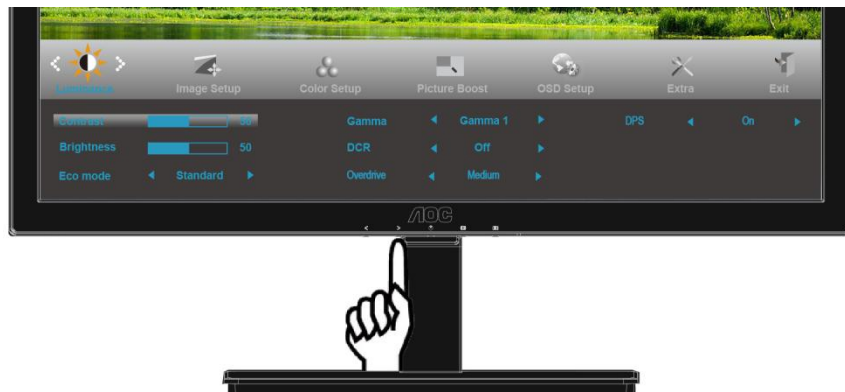 Luminance Image Setup Color Setup Picture Boost OSD Setup Extra Exit
Contrast 50 Gamma Gamma 1 DPS On
Brightness 50 DCR Off
Eco mode Standard Overdrive Medium
AOC